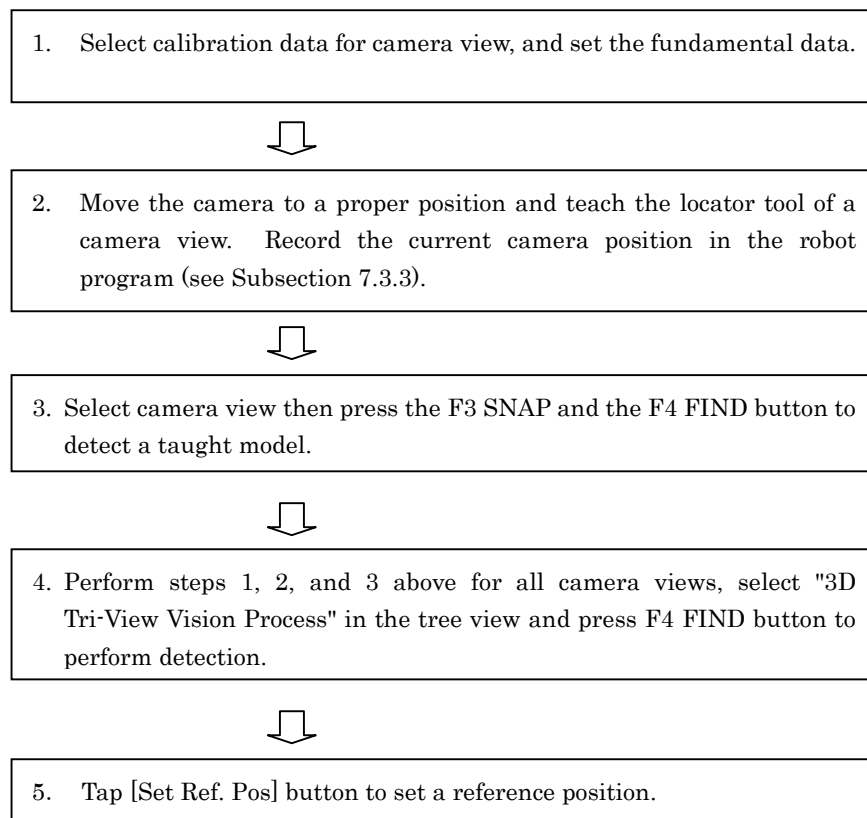 1. Select calibration data for camera view, and set the fundamental data.
2. Move the camera to a proper position and teach the locator tool of a
camera view. Record the current camera position in the robot
program (see Subsection 7.3.3).
3. Select camera view then press the F3 SNAP and the F4 FIND button to
detect a taught model.
4. Perform steps 1, 2, and 3 above for all camera views, select "3D
Tri-View Vision Process" in the tree view and press F4 FIND button to
perform detection.
5. Tap [Set Ref. Pos] button to set a reference position.